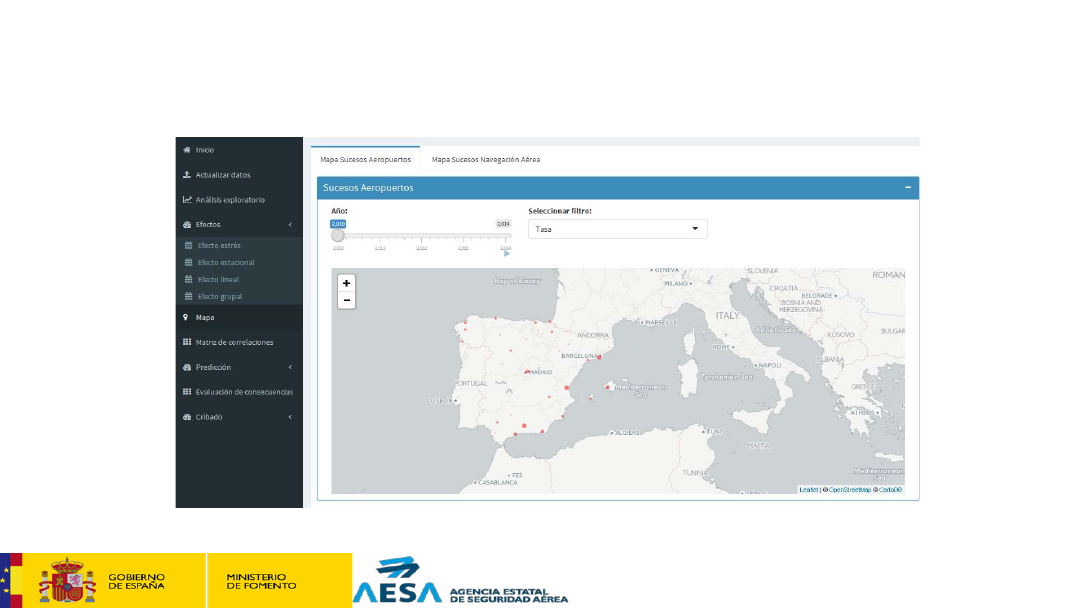 Inicio
Actualizar datos
Análisis exploratorio
Efectos
Efecto estrés
Efecto estacional
Efecto lineal
Efecto grupal
Mapa
Matriz de correlaciones
Predicción
Evaluación de consecuencias
Cribado
Mapa Sucesos Aeropuertos
Mapa Sucesos Navegación Aérea
Sucesos Aeropuertos
Año:
2,010
2,014
2,010 2,011 2,012 2,013 2,014
Seleccionar filtro:
Tasa
+
−
Bay of Biscay
GENEVA
SLOVENIA
ROMAN
MILANO
CROATIA
BELGRADE
BOSNIA AND
HERZEGOVINA
ITALY
MARSEILLE
Adriatic Sea
KOSOVO
BULGAR
ANDORRA
ROME
BARCELONA
ALBANIA
NAPOLI
MADRID
Tyrrhenian Sea
PORTUGAL
Mediterranean
Sea
GREECE
LISBON
ATHENS
ALGIERS
TUNIS
MALTA
FES
TUNISIA
Mediterranean
Sea
CASABLANCA
Leaflet | © OpenStreetMap © CartoDB
GOBIERNO
DE ESPAÑA
MINISTERIO
DE FOMENTO
AESA
AGENCIA ESTATAL
DE SEGURIDAD AÉREA